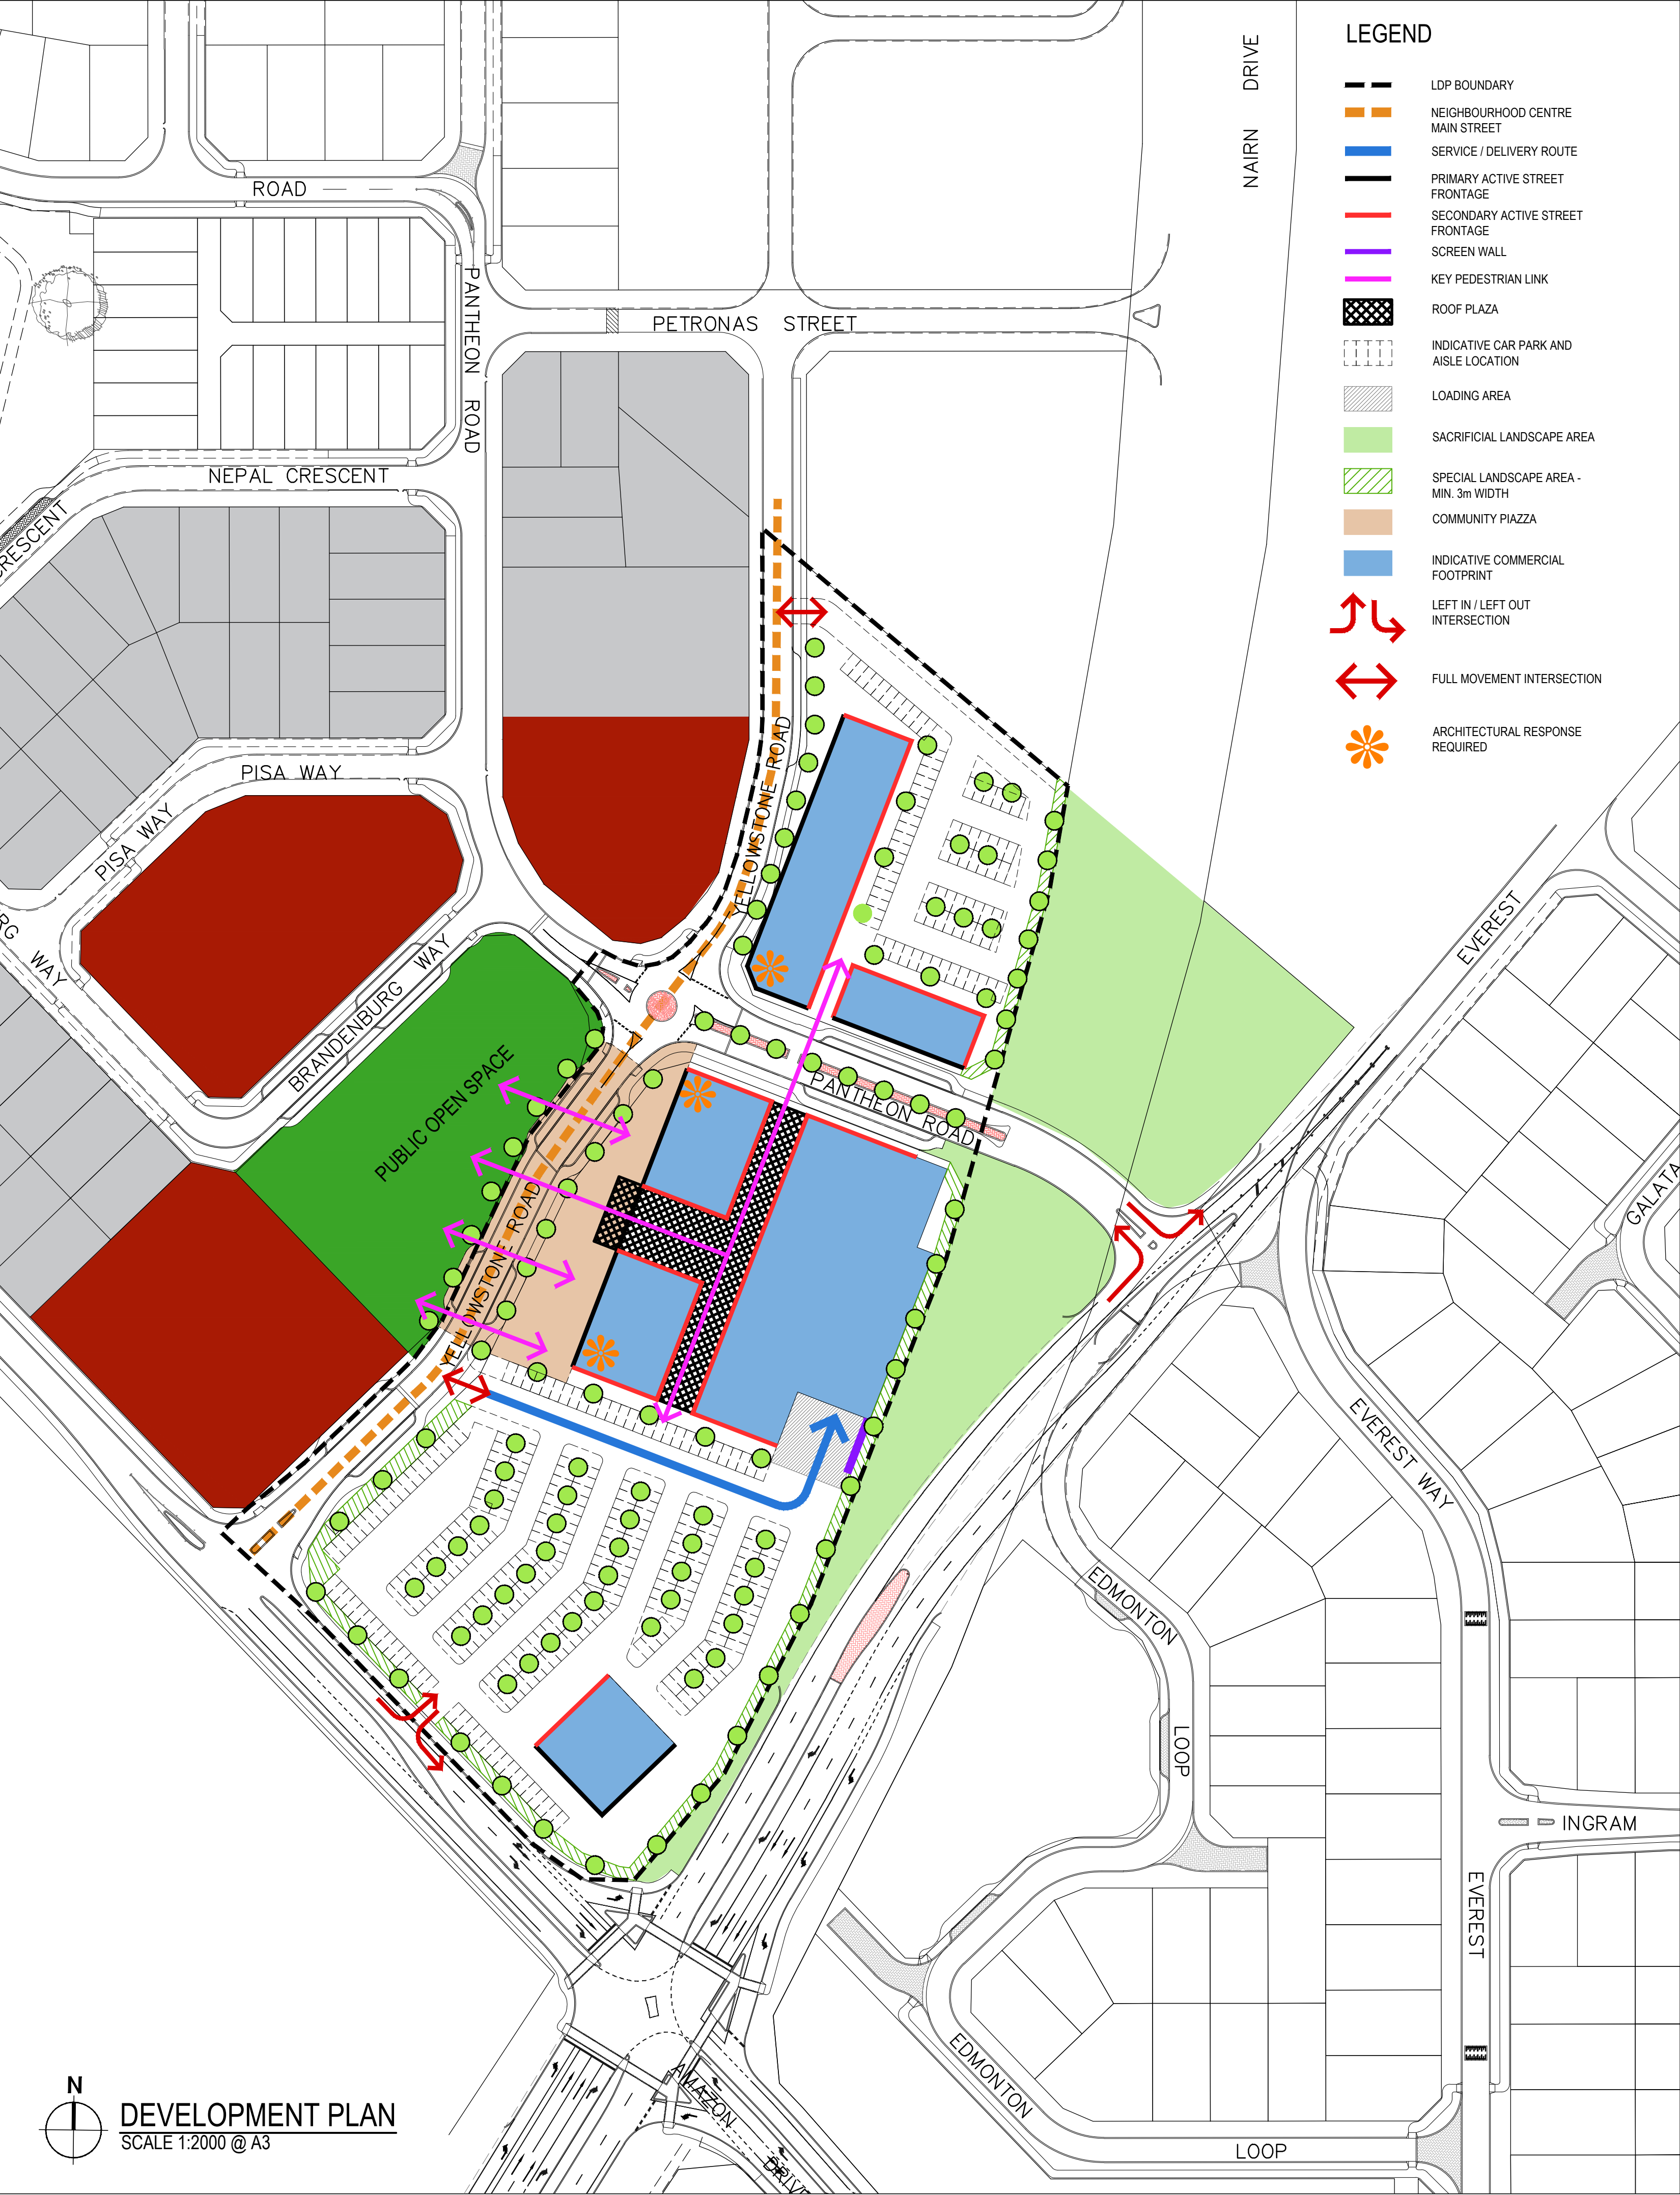 LEGEND
LDP BOUNDARY
NEIGHBOURHOOD CENTRE
MAIN STREET
SERVICE / DELIVERY ROUTE
PRIMARY ACTIVE STREET
FRONTAGE
SECONDARY ACTIVE STREET
FRONTAGE
SCREEN WALL
KEY PEDESTRIAN LINK
ROOF PLAZA
INDICATIVE CAR PARK AND
AISLE LOCATION
LOADING AREA
SACRIFICIAL LANDSCAPE AREA
SPECIAL LANDSCAPE AREA -
MIN. 3m WIDTH
COMMUNITY PIAZZA
INDICATIVE COMMERCIAL
FOOTPRINT
LEFT IN / LEFT OUT
INTERSECTION
FULL MOVEMENT INTERSECTION
ARCHITECTURAL RESPONSE
REQUIRED
NAIRN DRIVE
ROAD
PANTHEON ROAD
PETRONAS STREET
NEPAL CRESCENT
CRESCENT
PISA WAY
PISA WAY
YELLOWSTONE ROAD
WAY
BRANDENBURG WAY
PUBLIC OPEN SPACE
PANTHEON ROAD
YELLOWSTONE ROAD
EVEREST
GALATA
EVEREST WAY
EDMONTON
LOOP
INGRAM
EVEREST
EDMONTON
LOOP
AMAZON
DRIVE
N
DEVELOPMENT PLAN
SCALE 1:2000 @ A3